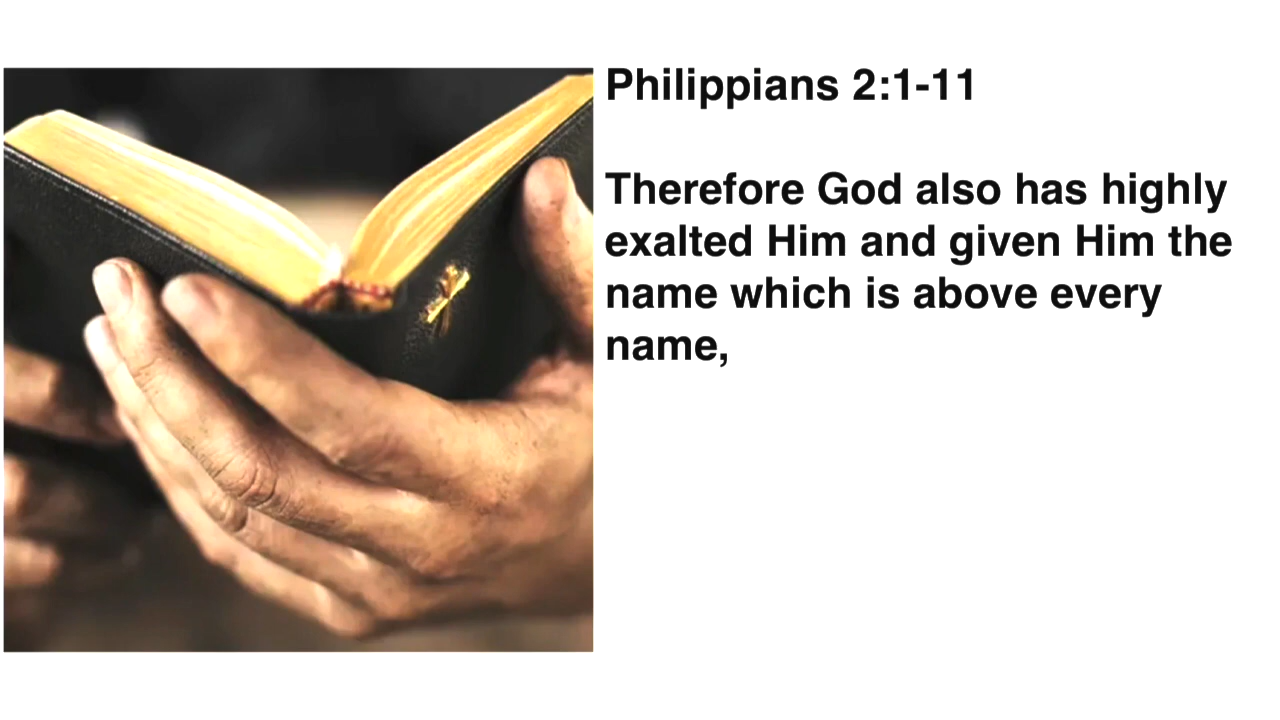 Philippians 2:1-11
Therefore God also has highly
exalted Him and given Him the
name which is above every
name,